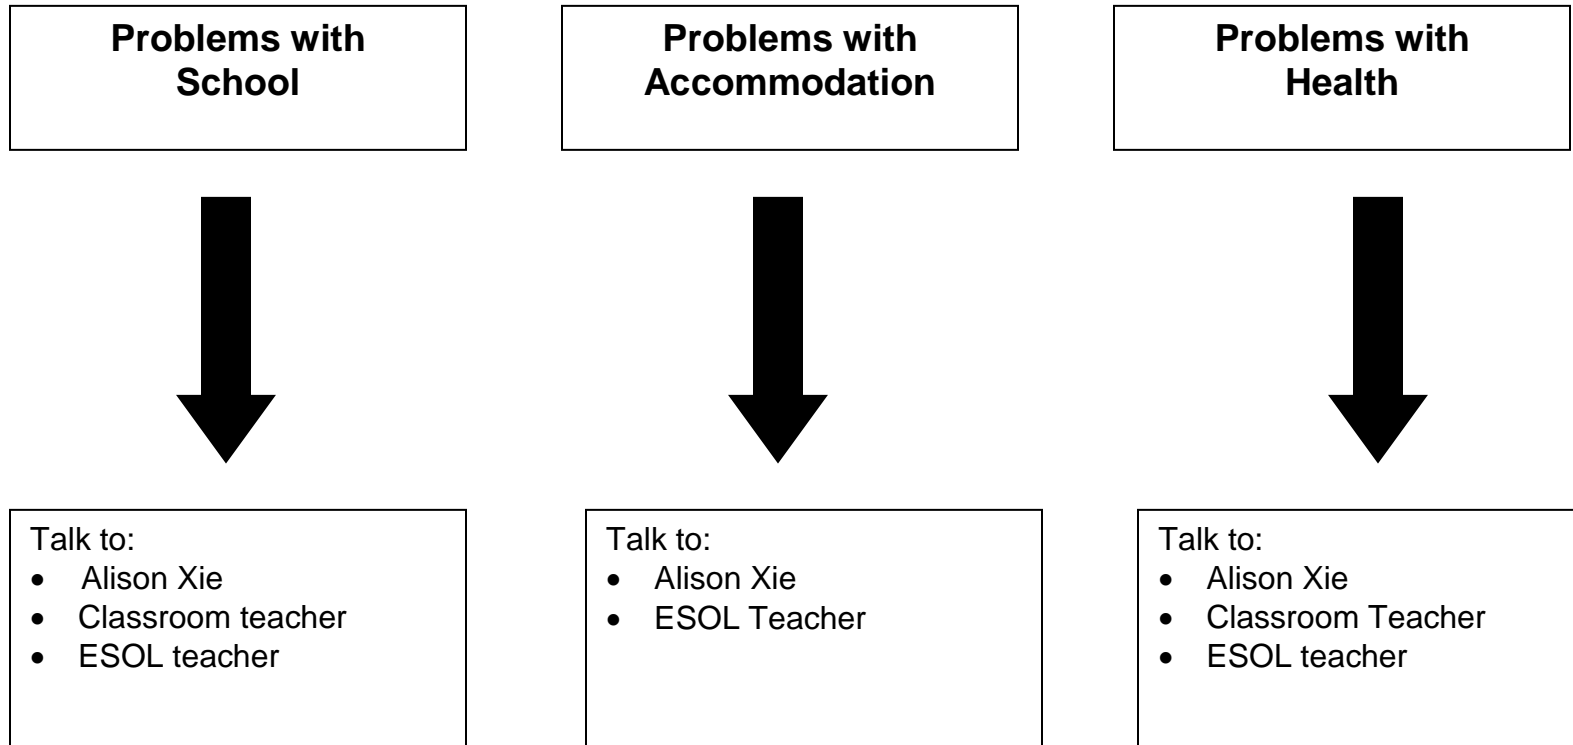 Problems with
School
Problems with
Accommodation
Problems with
Health
Talk to:
• Alison Xie
• Classroom teacher
• ESOL teacher
Talk to:
• Alison Xie
• ESOL Teacher
Talk to:
• Alison Xie
• Classroom Teacher
• ESOL teacher